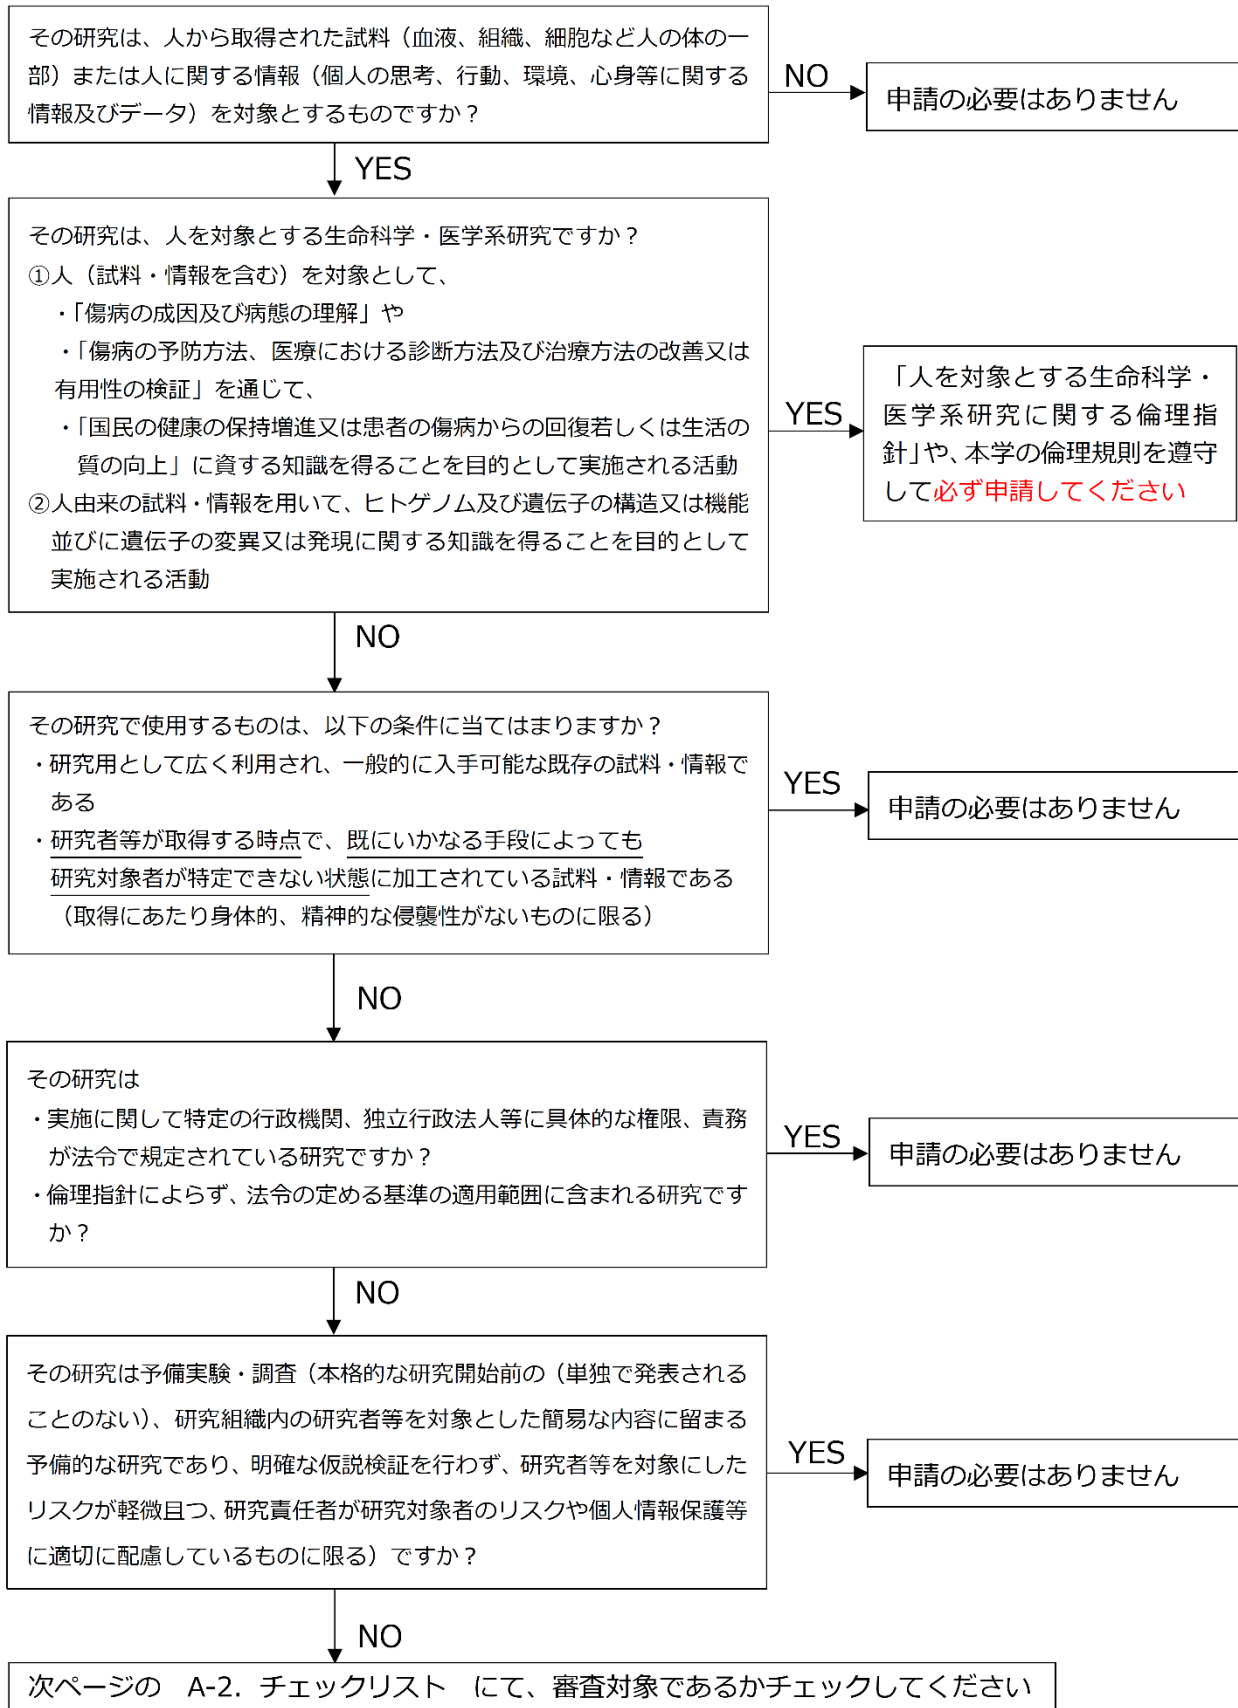 その研究は、人から取得された試料（血液、組織、細胞など人の体の一
部）または人に関する情報（個人の思考、行動、環境、心身等に関する
情報及びデータ）を対象とするものですか？
NO
申請の必要はありません
YES
その研究は、人を対象とする生命科学・医学系研究ですか？
①人（試料・情報を含む）を対象として、
・「傷病の成因及び病態の理解」や
・「傷病の予防方法、医療における診断方法及び治療方法の改善又は
有用性の検証」を通じて、
・「国民の健康の保持増進又は患者の傷病からの回復若しくは生活の
質の向上」に資する知識を得ることを目的として実施される活動
②人由来の試料・情報を用いて、ヒトゲノム及び遺伝子の構造又は機能
並びに遺伝子の変異又は発現に関する知識を得ることを目的として
実施される活動
YES
「人を対象とする生命科学・
医学系研究に関する倫理指
針」や、本学の倫理規則を遵守
して必ず申請してください
NO
その研究で使用するものは、以下の条件に当てはまりますか？
・研究用として広く利用され、一般的に入手可能な既存の試料・情報で
ある
・研究者等が取得する時点で、既にいかなる手段によっても
研究対象者が特定できない状態に加工されている試料・情報である
（取得にあたり身体的、精神的な侵襲性がないものに限る）
YES
申請の必要はありません
NO
その研究は
・実施に関して特定の行政機関、独立行政法人等に具体的な権限、責務
が法令で規定されている研究ですか？
・倫理指針によらず、法令の定める基準の適用範囲に含まれる研究です
か？
YES
申請の必要はありません
NO
その研究は予備実験・調査（本格的な研究開始前の（単独で発表される
ことのない）、研究組織内の研究者等を対象とした簡易な内容に留まる
予備的な研究であり、明確な仮説検証を行わず、研究者等を対象にした
リスクが軽微且つ、研究責任者が研究対象者のリスクや個人情報保護等
に適切に配慮しているものに限る）ですか？
YES
申請の必要はありません
NO
次ページの　A-2．チェックリスト　にて、審査対象であるかチェックしてください